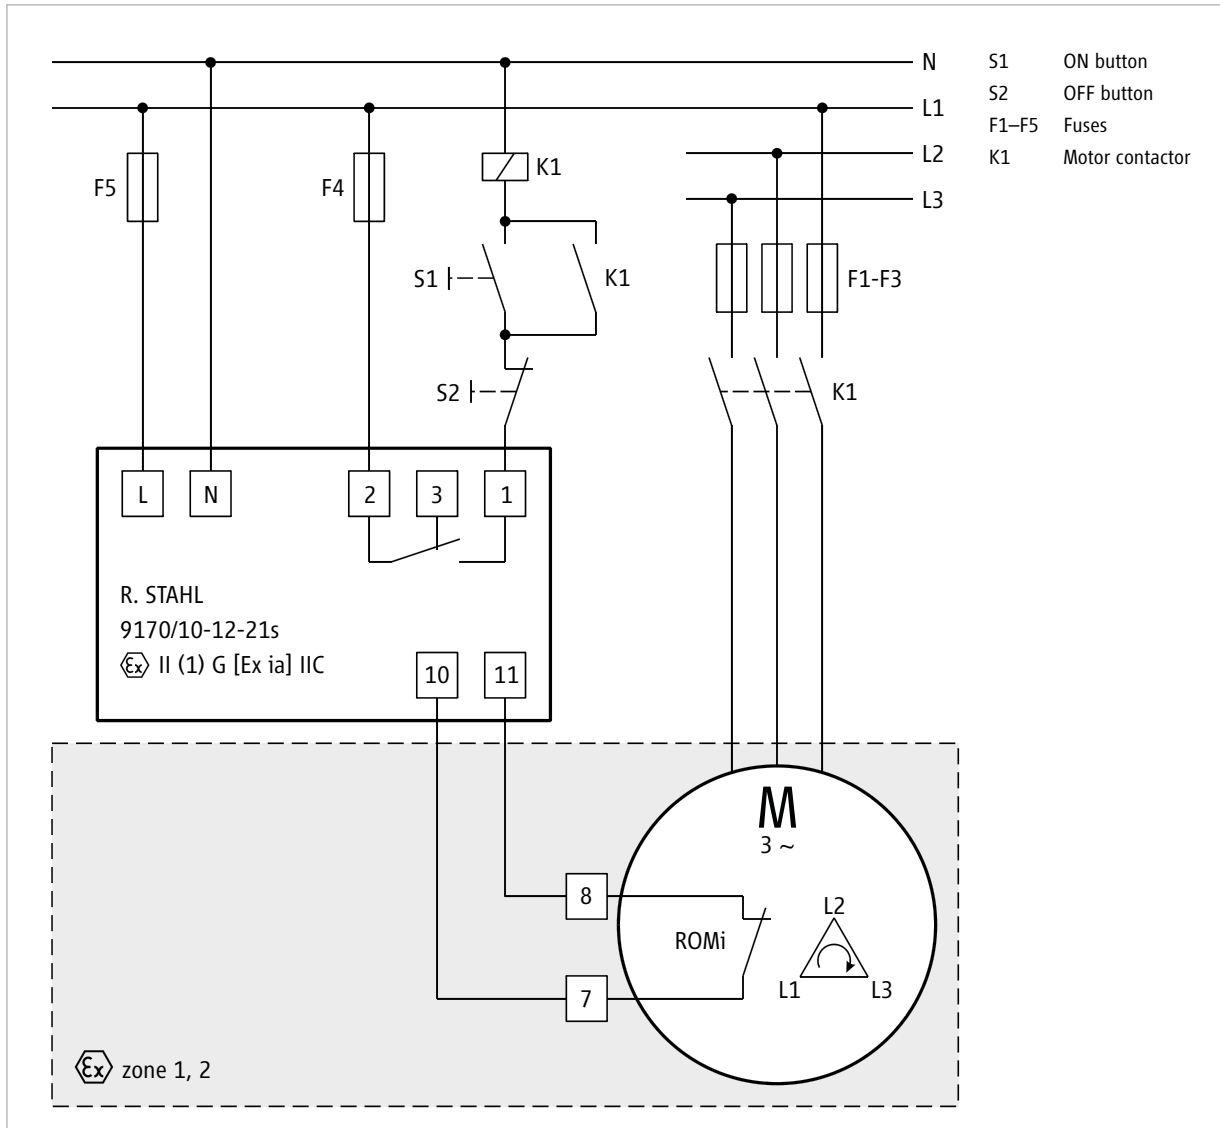 N
S1 ON button
L1
S2 OFF button
F1–F5 Fuses
L2
K1 Motor contactor
L3
F5
F4
K1
S1
K1
F1-F3
S2
K1
L
N
2
3
1
R. STAHL
9170/10-12-21s
Ex II (1) G [Ex ia] IIC
10
11
M
3 ~
8
ROMi
L2
L1
L3
7
Ex zone 1, 2